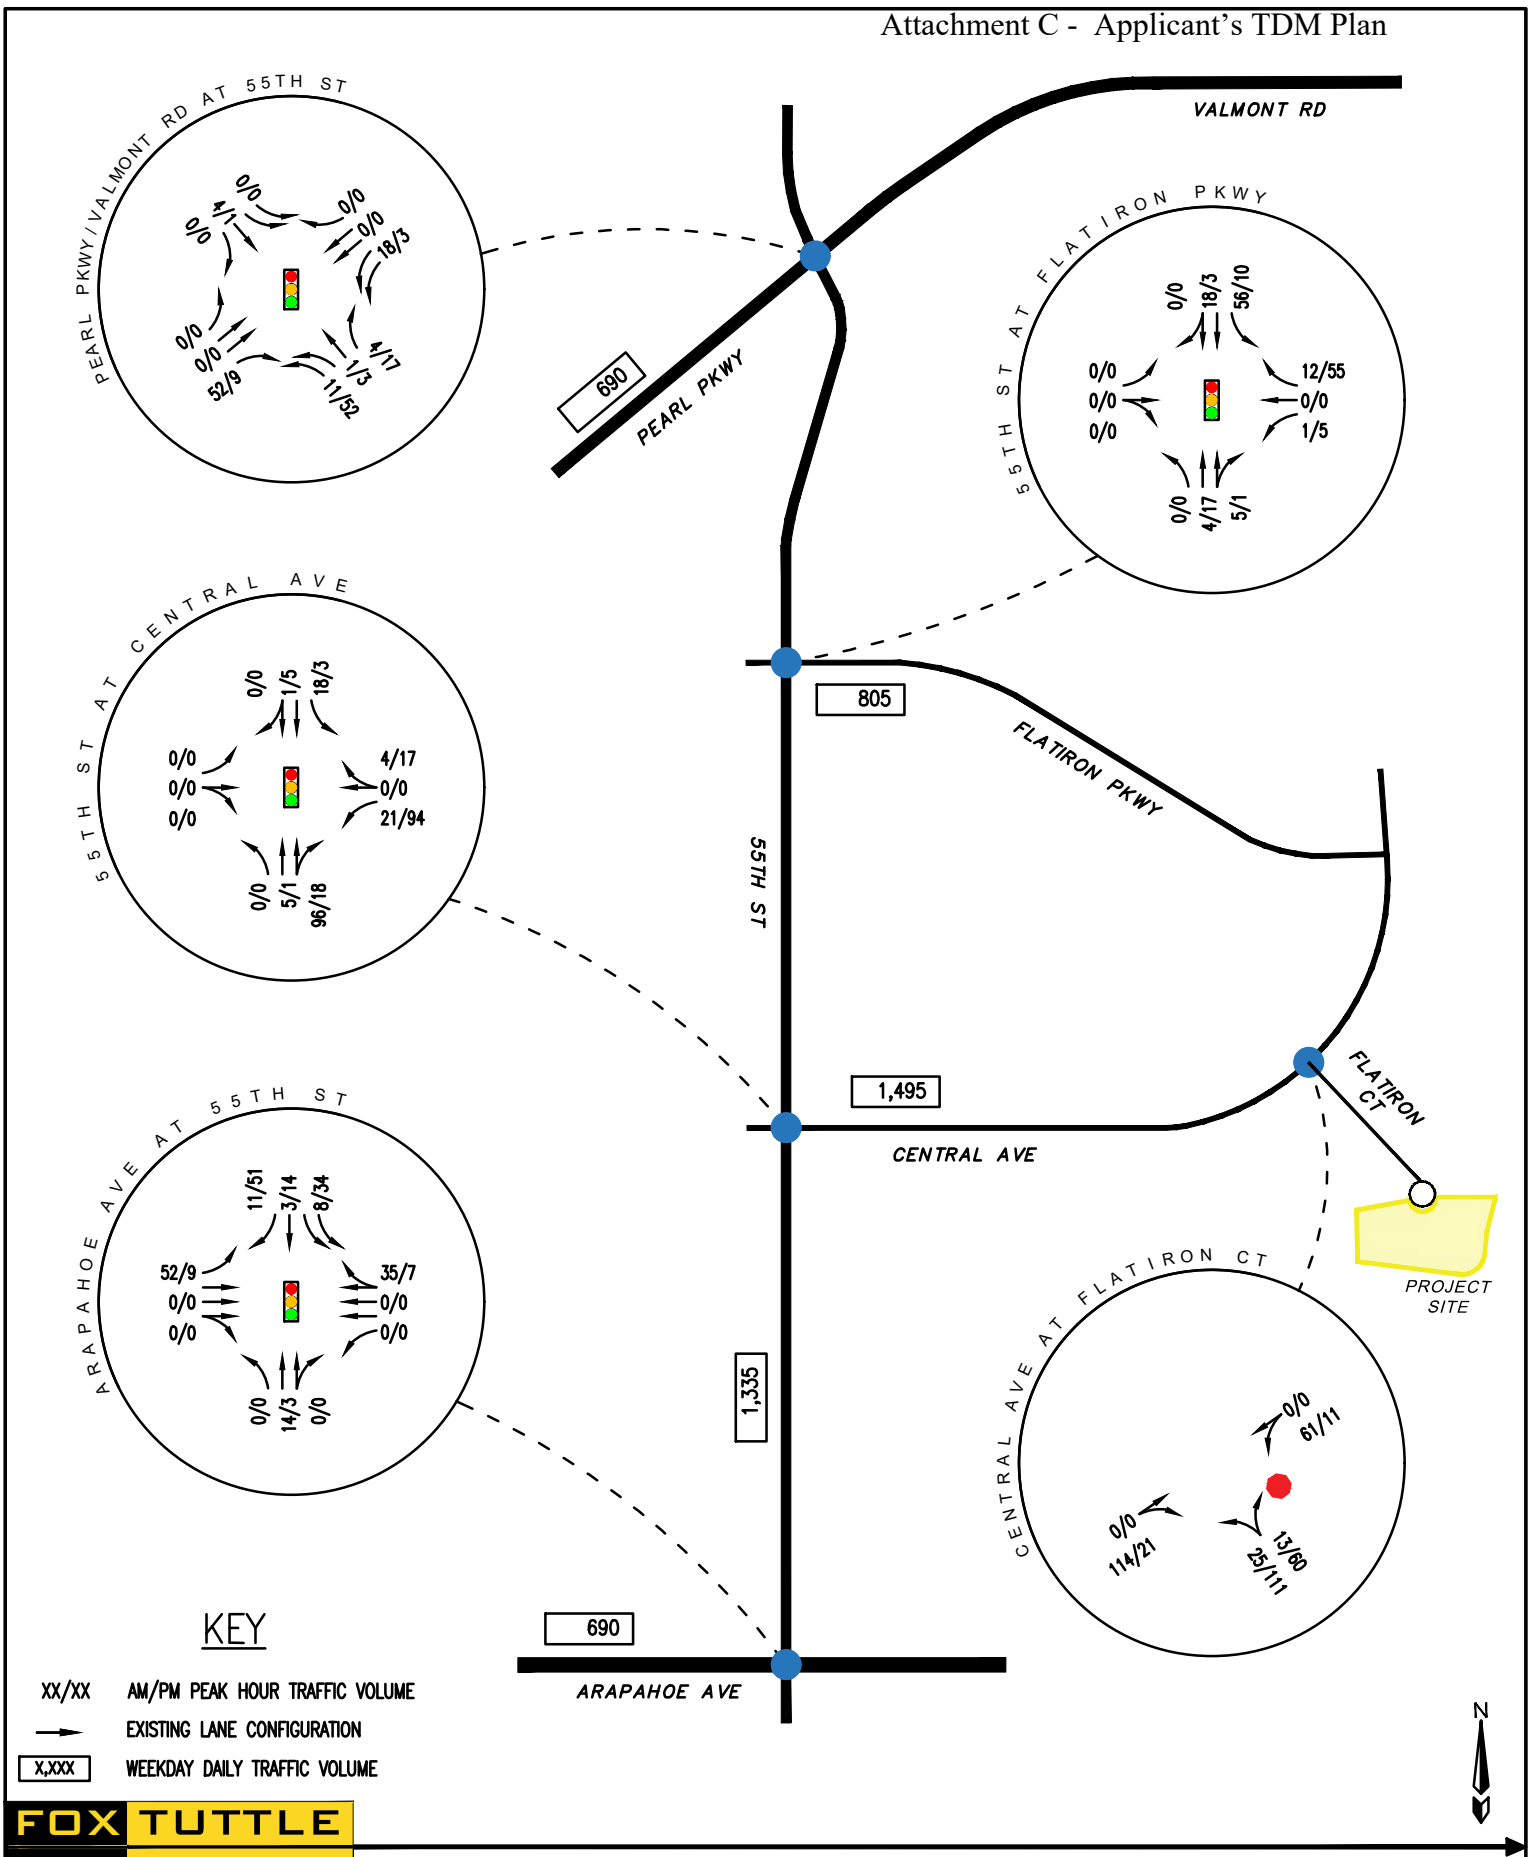 Attachment C -  Applicant's TDM Plan
VALMONT RD
PEARL PKWY/VALMONT RD AT 55TH ST
0/0
4/1
0/0
0/0
0/0
18/3
0/0
0/0
52/9
4/17
1/3
11/52
690
PEARL PKWY
55TH ST AT FLATIRON PKWY
0/0
18/3
56/10
0/0
0/0
0/0
12/55
0/0
1/5
0/0
4/17
5/1
55TH ST AT CENTRAL AVE
0/0
1/5
18/3
0/0
0/0
0/0
4/17
0/0
21/94
0/0
5/1
96/18
805
FLATIRON PKWY
55TH ST
1,495
CENTRAL AVE
FLATIRON
CT
PROJECT
SITE
ARAPAHOE AVE AT 55TH ST
11/51
3/14
8/34
52/9
0/0
0/0
35/7
0/0
0/0
0/0
14/3
0/0
1,335
CENTRAL AVE AT FLATIRON CT
0/0
61/11
0/0
114/21
13/60
25/111
690
ARAPAHOE AVE
KEY
XX/XX AM/PM PEAK HOUR TRAFFIC VOLUME
EXISTING LANE CONFIGURATION
X,XXX WEEKDAY DAILY TRAFFIC VOLUME
N
FOX TUTTLE